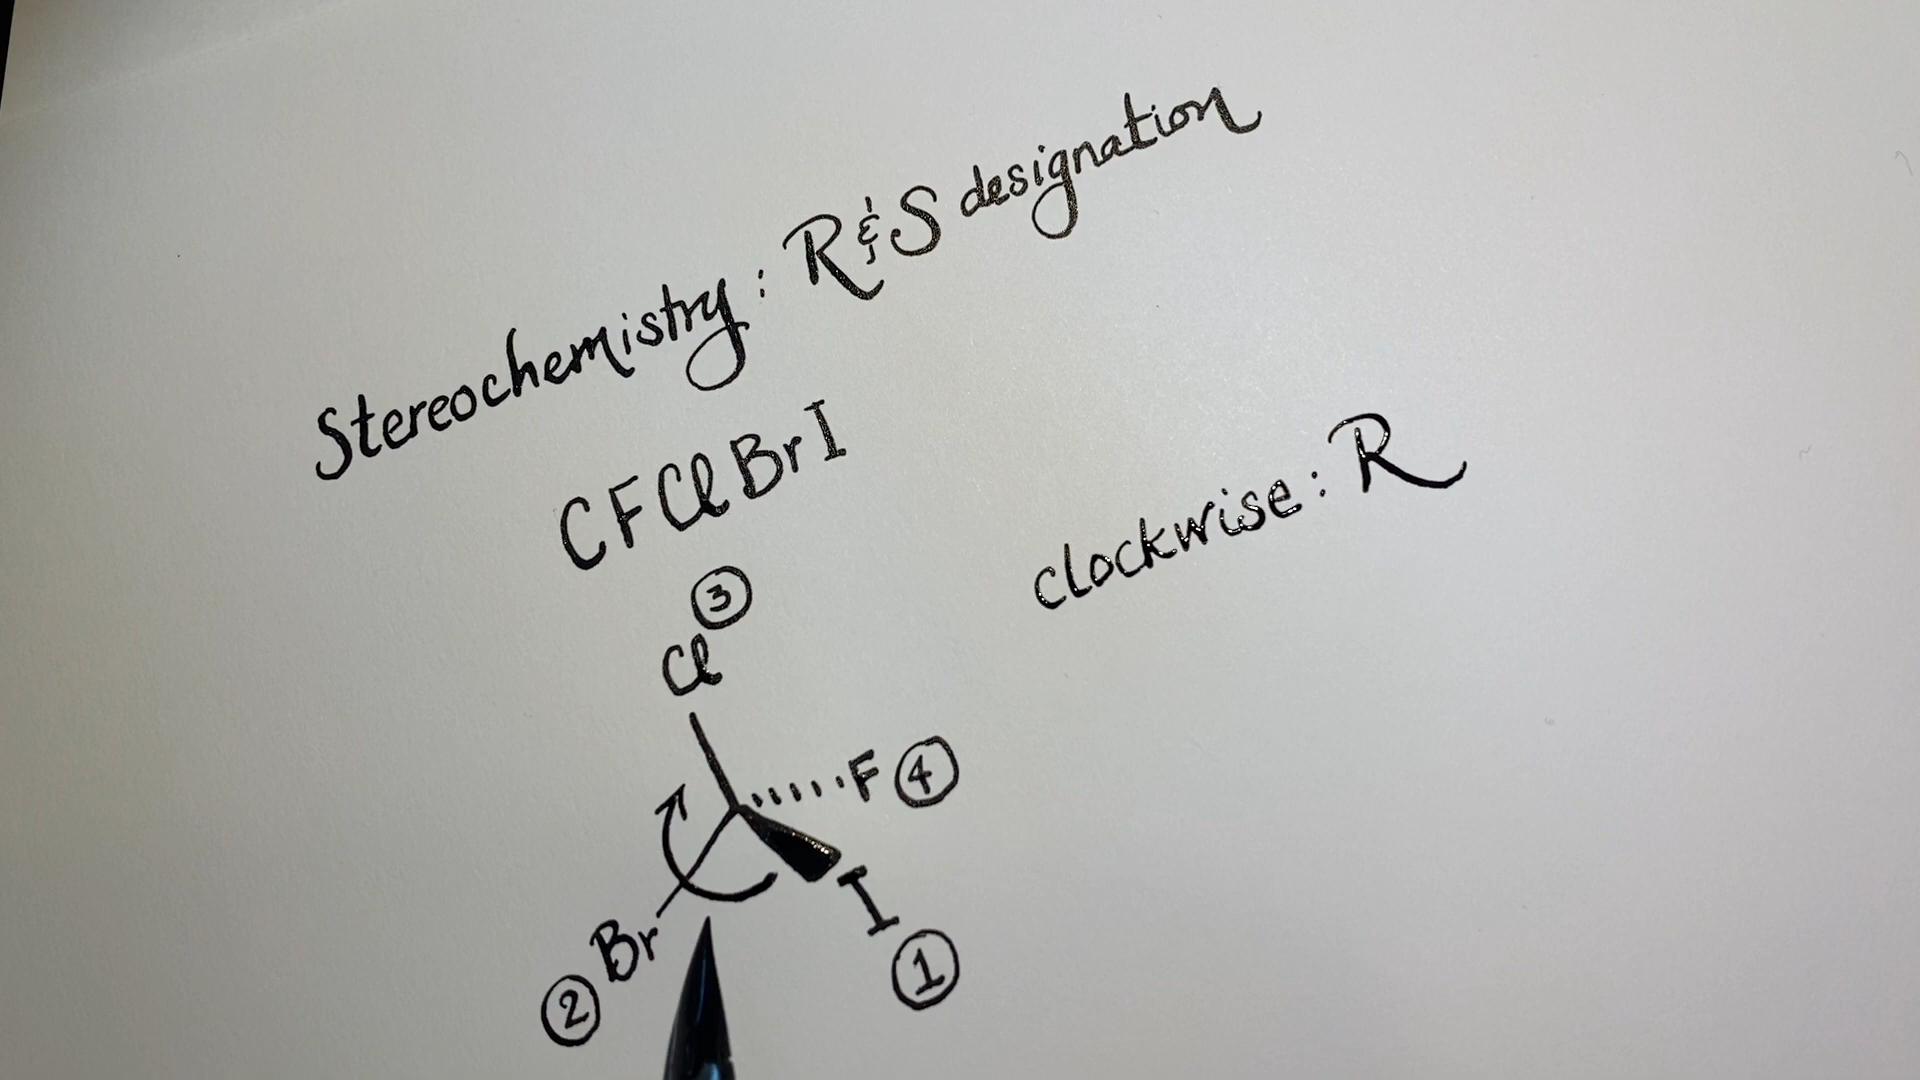 Stereochemistry: R & S designation
CFClBrI
clockwise: R
3
Cl
F 4
Br
I
2
1